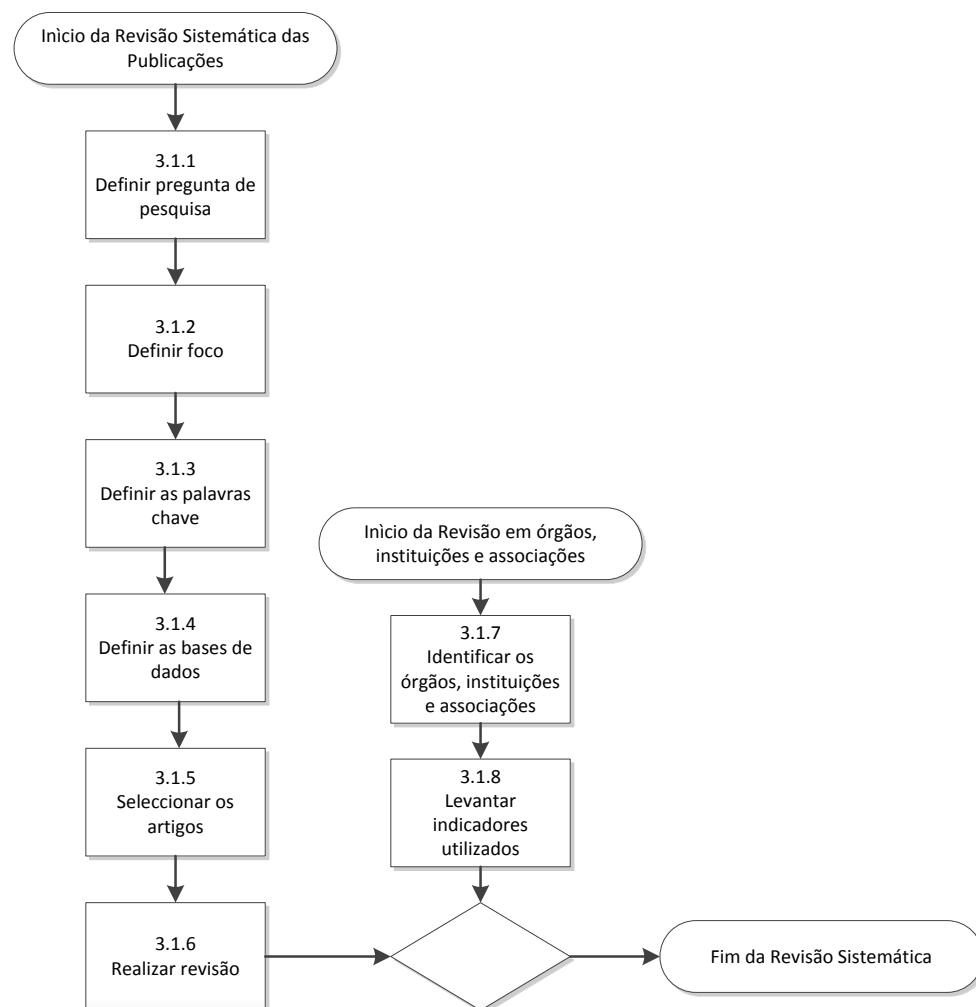 Inìcio da Revisão Sistemática das
Publicações
3.1.1
Definir pregunta de
pesquisa
3.1.2
Definir foco
3.1.3
Definir as palavras
chave
3.1.4
Definir as bases de
dados
3.1.5
Seleccionar os
artigos
3.1.6
Realizar revisão
Inìcio da Revisão em órgãos,
instituições e associações
3.1.7
Identificar os
órgãos, instituições
e associações
3.1.8
Levantar
indicadores
utilizados
Fim da Revisão Sistemática